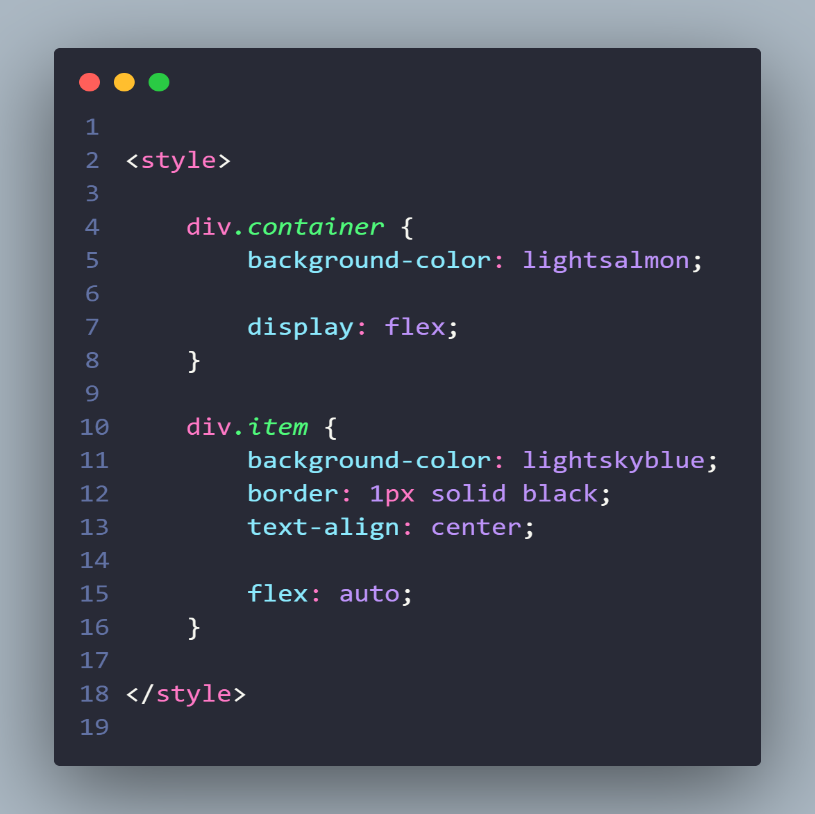 1
2 <style>
3
4     div.container {
5         background-color: lightsalmon;
6
7         display: flex;
8     }
9
10     div.item {
11         background-color: lightskyblue;
12         border: 1px solid black;
13         text-align: center;
14
15         flex: auto;
16     }
17
18 </style>
19